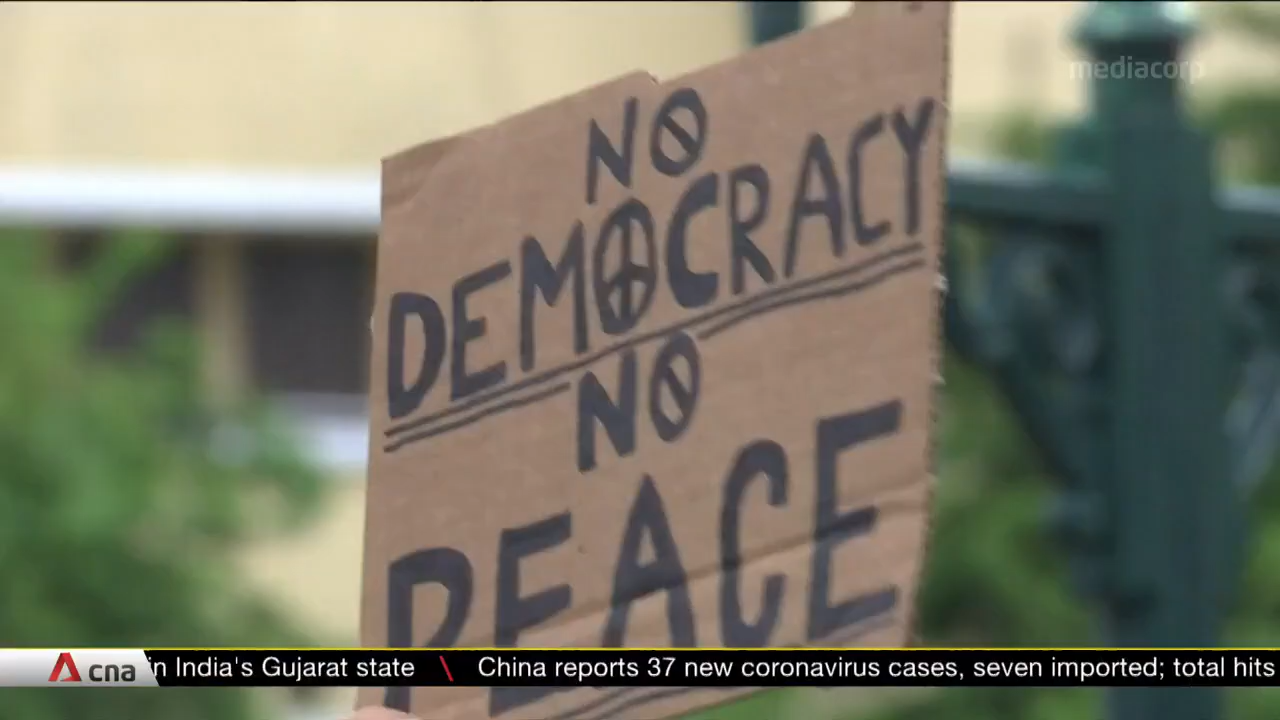 mediacorp
NO
DEMOCRACY
NO
PEACE
cna in India's Gujarat state \ China reports 37 new coronavirus cases, seven imported; total hits